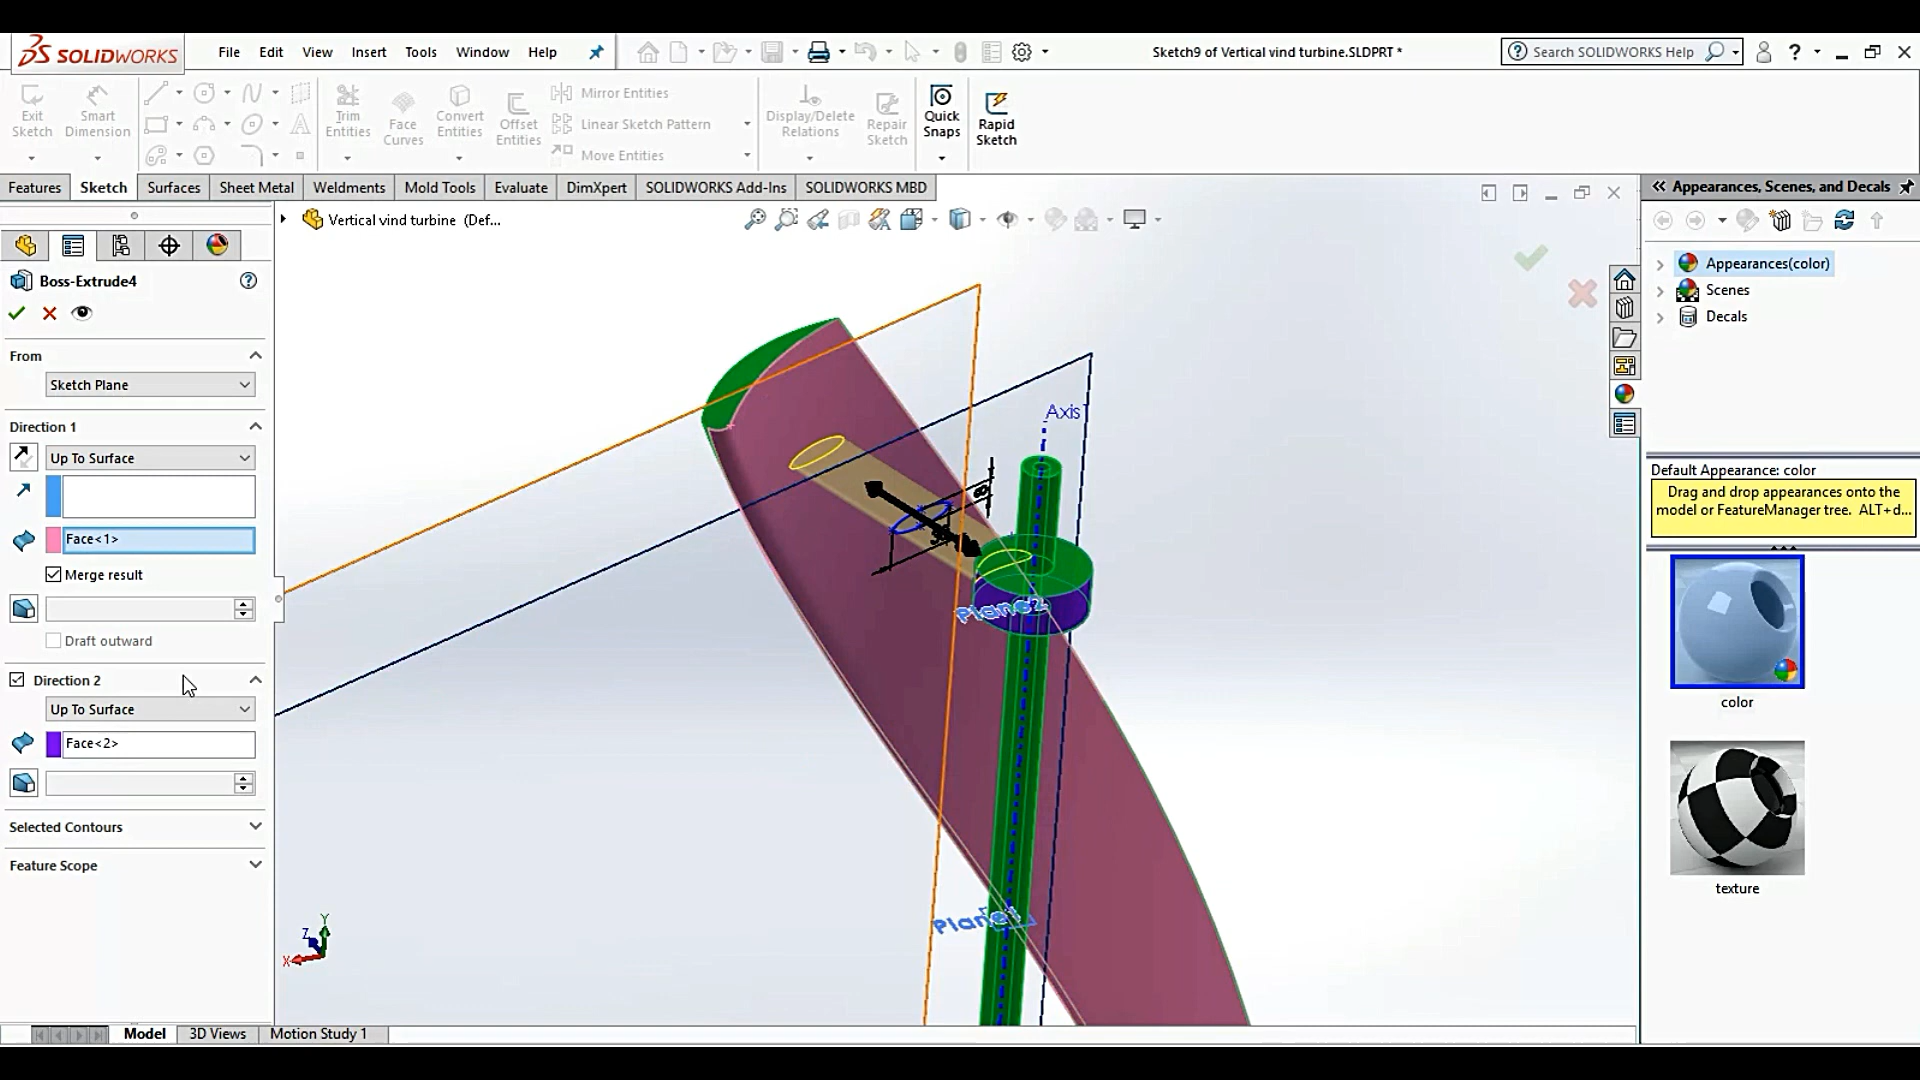 SOLIDWORKS
File Edit View Insert Tools Window Help
Sketch9 of Vertical vind turbine.SLDPRT *
Search SOLIDWORKS Help
Exit Sketch
Smart Dimension
Trim Entities
Face Curves
Convert Entities
Offset Entities
Mirror Entities
Linear Sketch Pattern
Move Entities
Display/Delete Relations
Repair Sketch
Quick Snaps
Rapid Sketch
Features Sketch Surfaces Sheet Metal Weldments Mold Tools Evaluate DimXpert SOLIDWORKS Add-Ins SOLIDWORKS MBD
Appearances, Scenes, and Decals
Vertical vind turbine (Def...
Boss-Extrude4
From
Sketch Plane
Direction 1
Up To Surface
Face<1>
Merge result
Draft outward
Direction 2
Up To Surface
Face<2>
Selected Contours
Feature Scope
Axis
8
Plane2
Plane1
Y
Z
X
Appearances(color)
Scenes
Decals
Default Appearance: color
Drag and drop appearances onto the
model or FeatureManager tree. ALT+d...
color
texture
Model 3D Views Motion Study 1